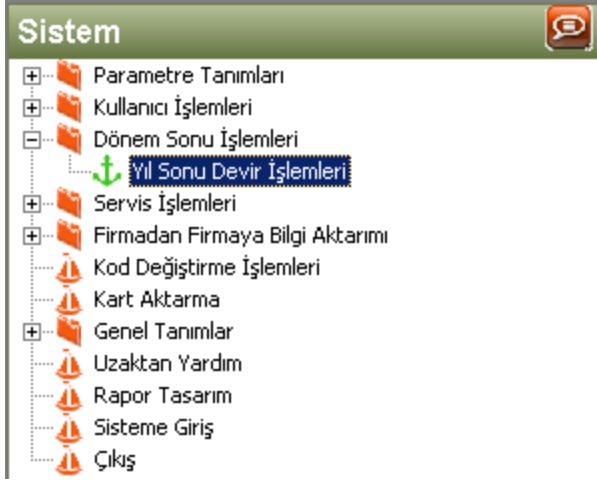 Sistem
Parametre Tanımları
Kullanıcı İşlemleri
Dönem Sonu İşlemleri
Yıl Sonu Devir İşlemleri
Servis İşlemleri
Firmadan Firmaya Bilgi Aktarımı
Kod Değiştirme İşlemleri
Kart Aktarma
Genel Tanımlar
Uzaktan Yardım
Rapor Tasarım
Sisteme Giriş
Çıkış